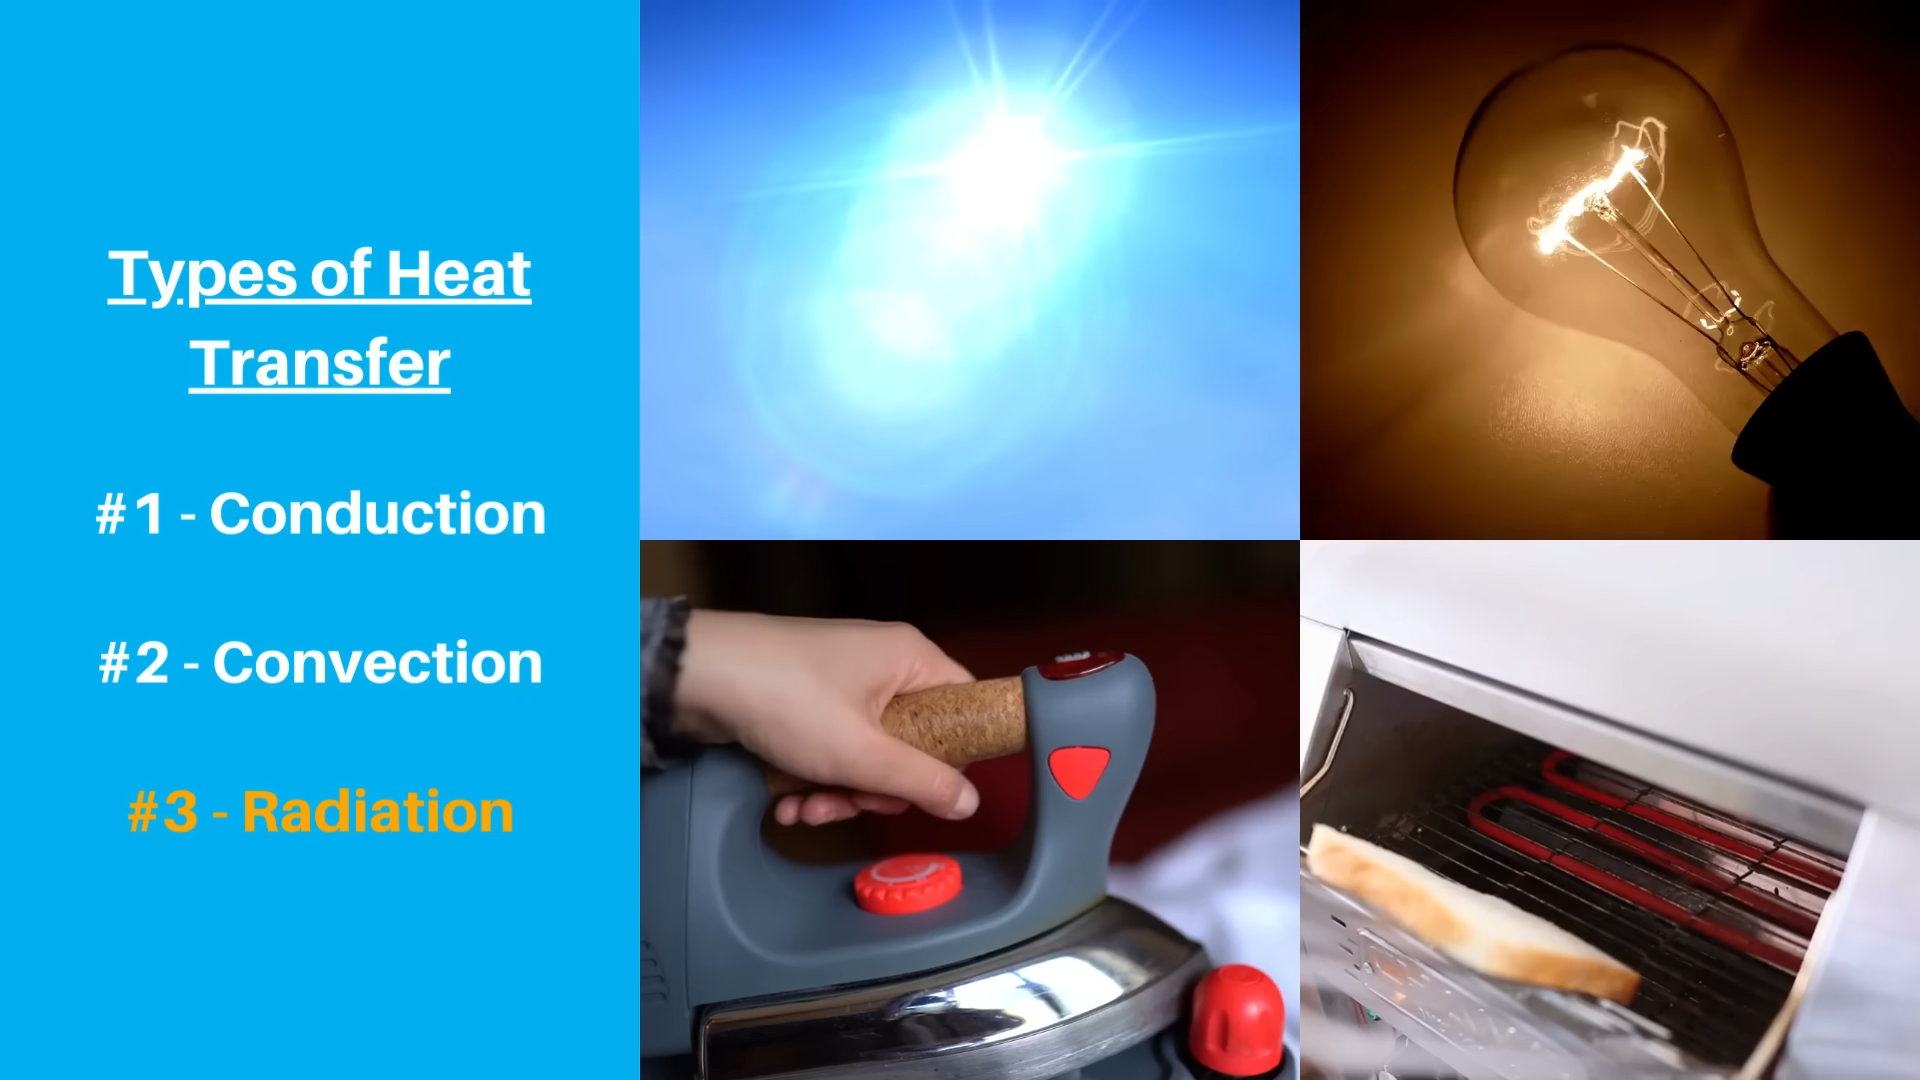 Types of Heat
Transfer
#1 - Conduction
#2 - Convection
#3 - Radiation